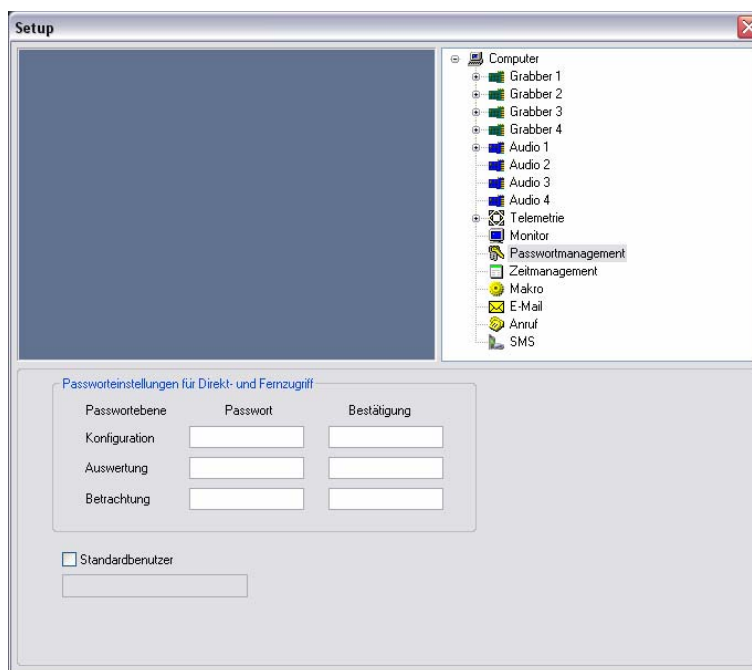 Setup
Computer
Grabber 1
Grabber 2
Grabber 3
Grabber 4
Audio 1
Audio 2
Audio 3
Audio 4
Telemetrie
Monitor
Passwortmanagement
Zeitmanagement
Makro
E-Mail
Anruf
SMS
Passworteinstellungen für Direkt- und Fernzugriff
Passwortebene Passwort Bestätigung
Konfiguration
Auswertung
Betrachtung
Standardbenutzer